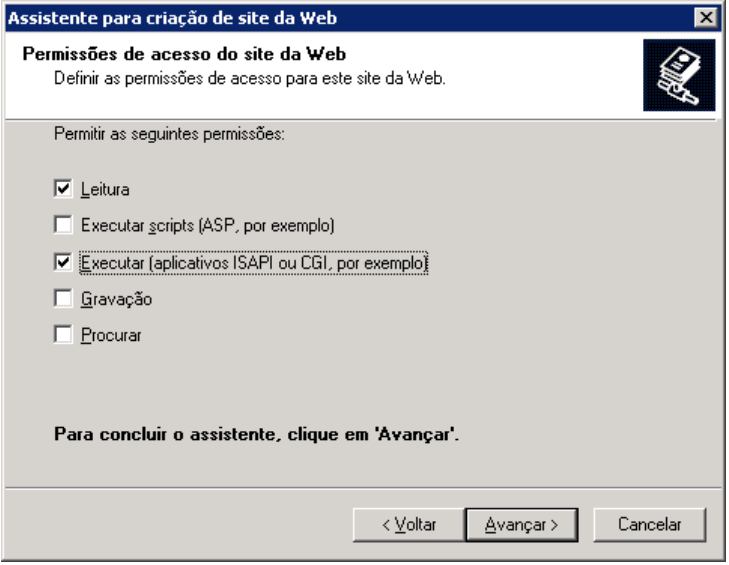 Assistente para criação de site da Web
Permissões de acesso do site da Web
Definir as permissões de acesso para este site da Web.
Permitir as seguintes permissões:
Leitura
Executar scripts (ASP, por exemplo)
Executar (aplicativos ISAPI ou CGI, por exemplo)
Gravação
Procurar
Para concluir o assistente, clique em 'Avançar'.
< Voltar
Avançar >
Cancelar